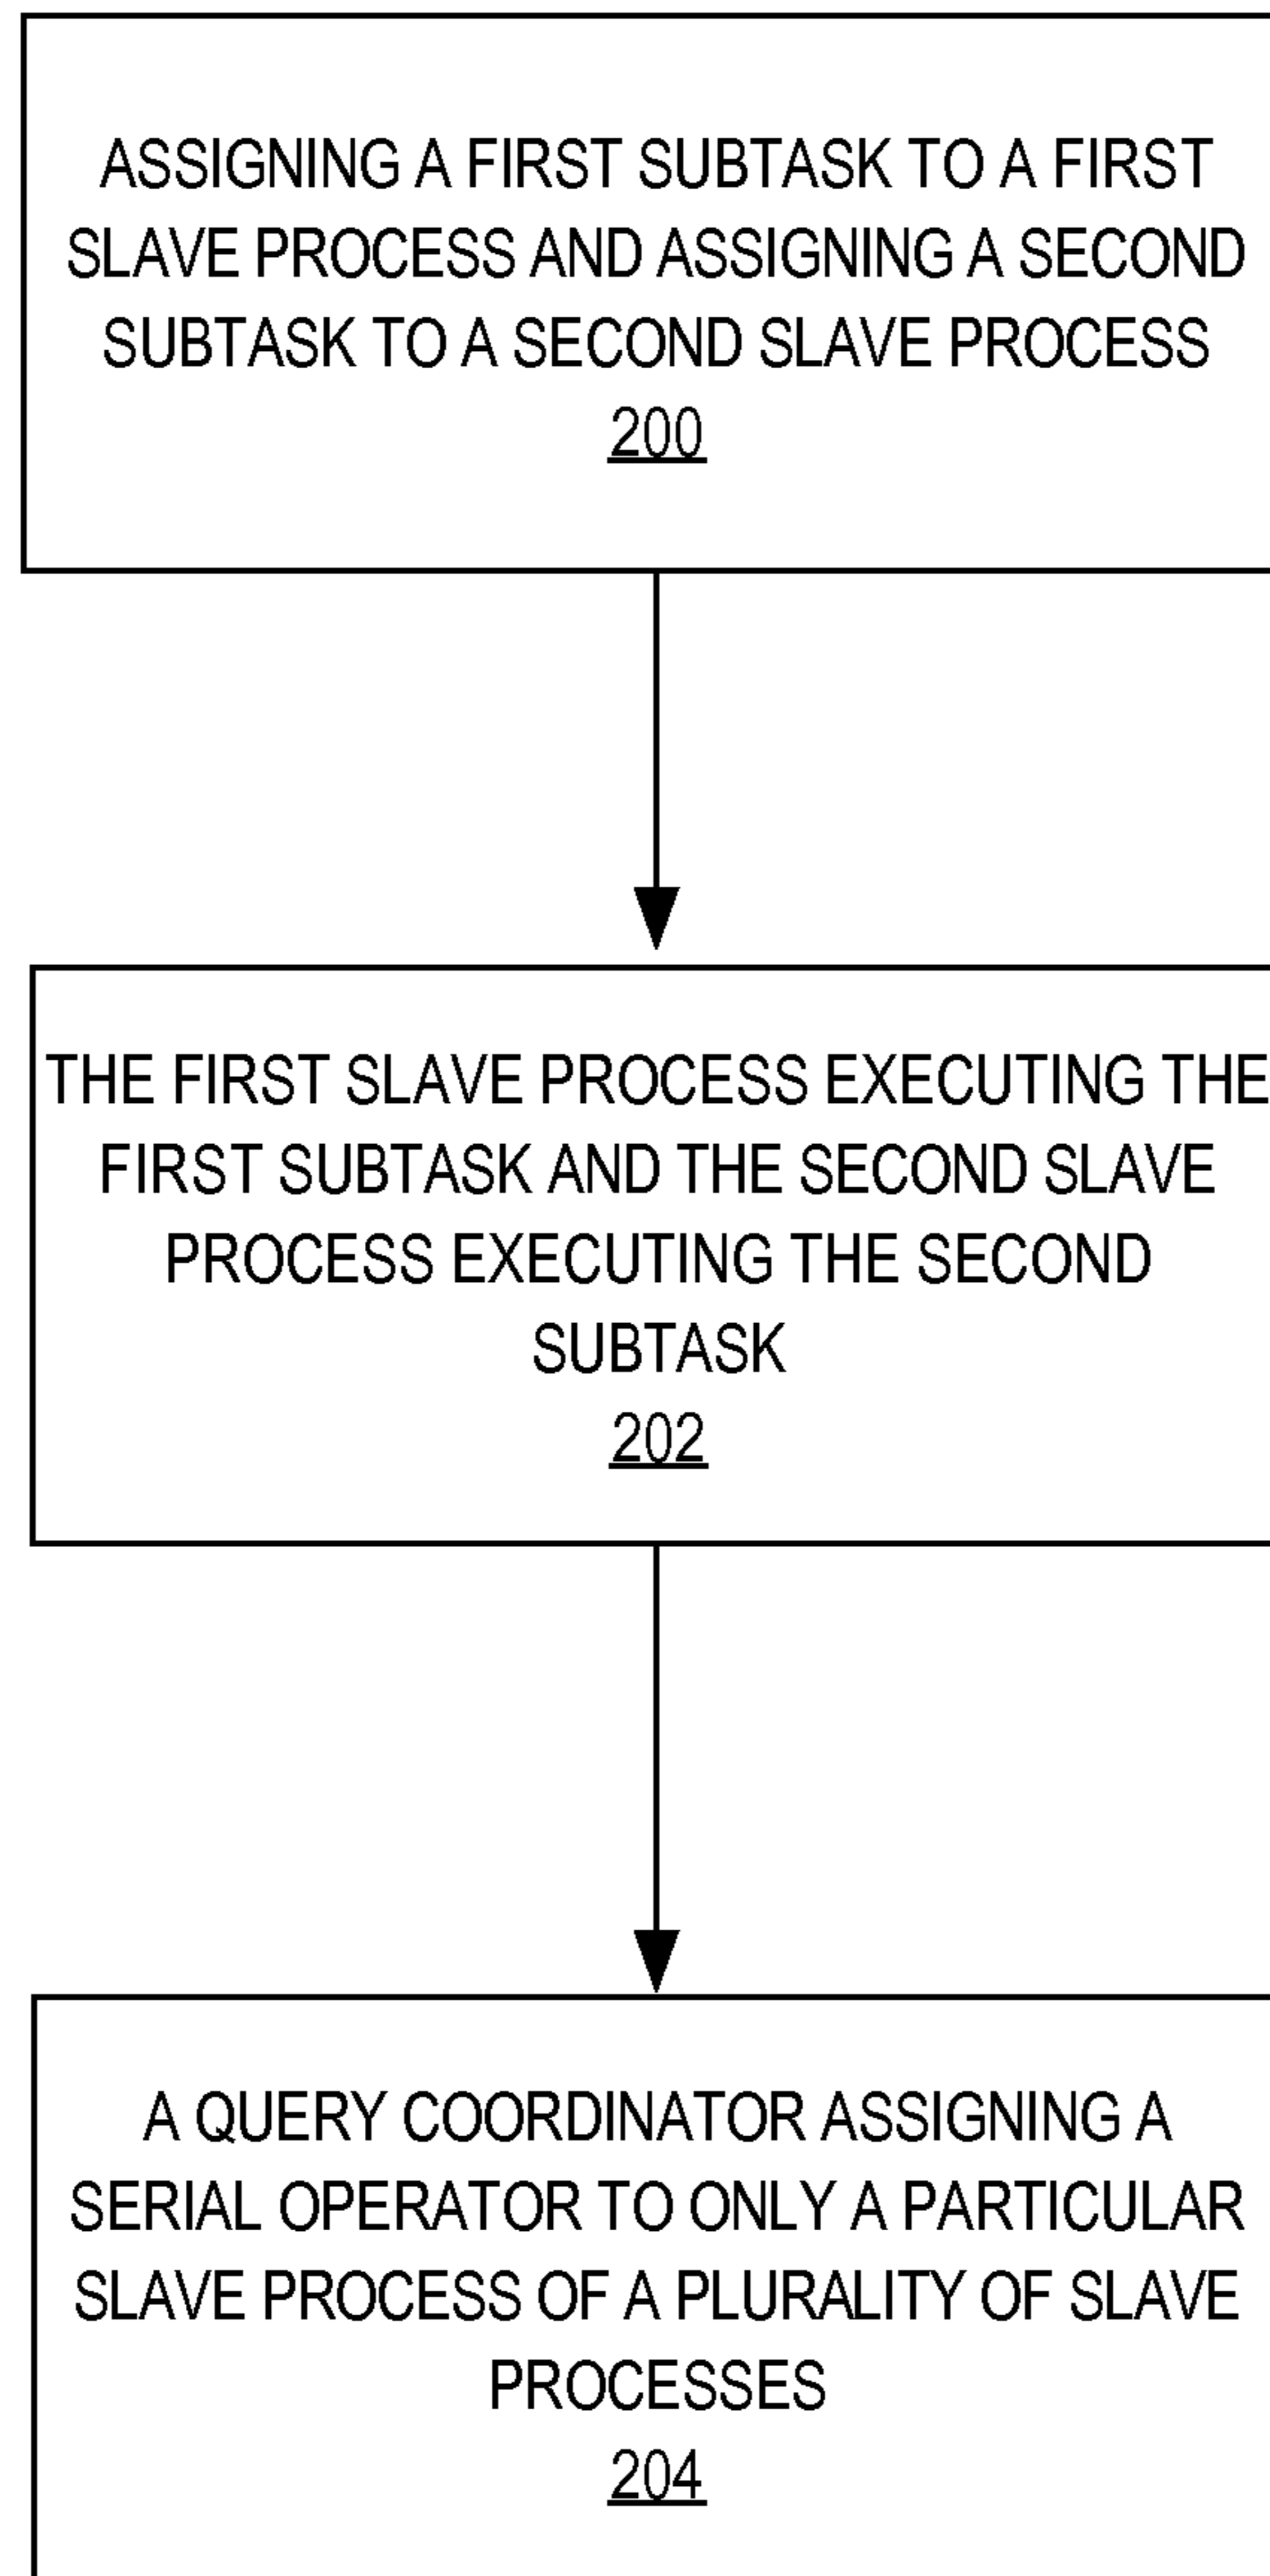 ASSIGNING A FIRST SUBTASK TO A FIRST
SLAVE PROCESS AND ASSIGNING A SECOND
SUBTASK TO A SECOND SLAVE PROCESS
200
THE FIRST SLAVE PROCESS EXECUTING THE
FIRST SUBTASK AND THE SECOND SLAVE
PROCESS EXECUTING THE SECOND
SUBTASK
202
A QUERY COORDINATOR ASSIGNING A
SERIAL OPERATOR TO ONLY A PARTICULAR
SLAVE PROCESS OF A PLURALITY OF SLAVE
PROCESSES
204